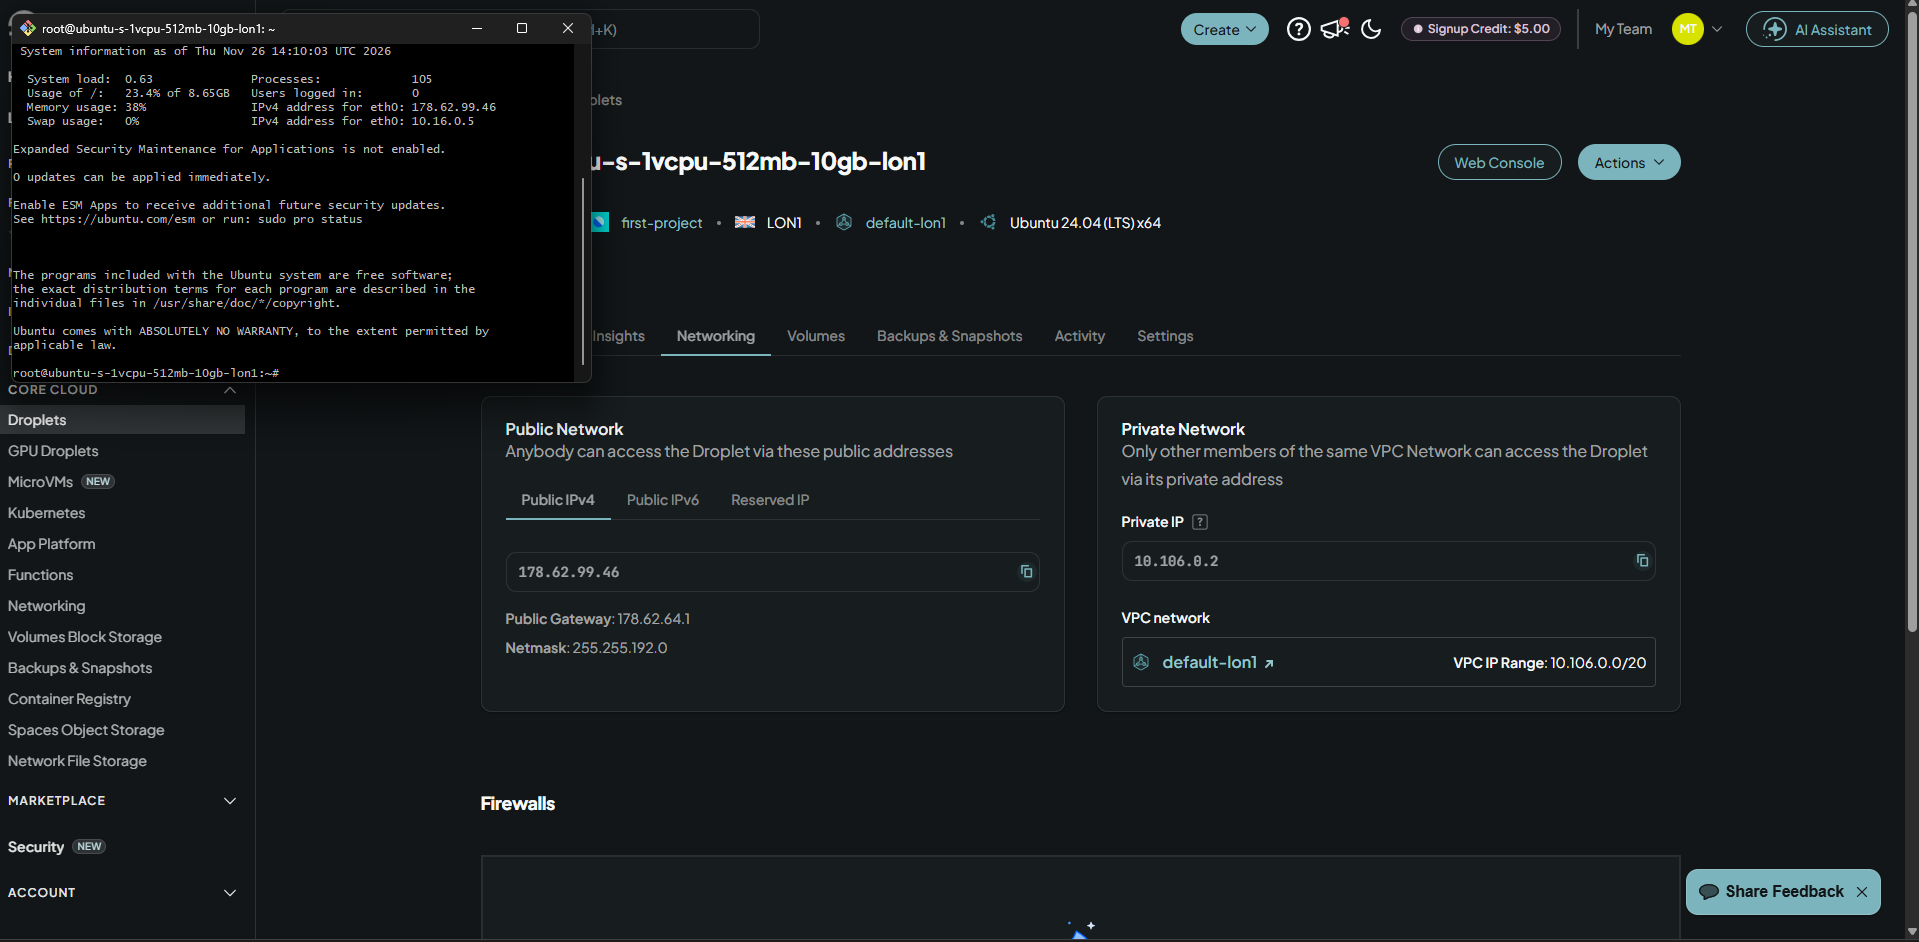 root@ubuntu-s-1vcpu-512mb-10gb-lon1: ~
System information as of Thu Nov 26 14:10:03 UTC 2026
System load: 0.63 Processes: 105
Usage of /: 23.4% of 8.65GB Users logged in: 0
Memory usage: 38% IPv4 address for eth0: 178.62.99.46
Swap usage: 0% IPv4 address for eth0: 10.16.0.5
Expanded Security Maintenance for Applications is not enabled.
0 updates can be applied immediately.
Enable ESM Apps to receive additional future security updates.
See https://ubuntu.com/esm or run: sudo pro status
The programs included with the Ubuntu system are free software;
the exact distribution terms for each program are described in the
individual files in /usr/share/doc/*/copyright.
Ubuntu comes with ABSOLUTELY NO WARRANTY, to the extent permitted by
applicable law.
root@ubuntu-s-1vcpu-512mb-10gb-lon1:~#
+K)
Create
Signup Credit: $5.00
My Team
MT
AI Assistant
plets
u-s-1vcpu-512mb-10gb-lon1
Web Console
Actions
first-project • LON1 • default-lon1 • Ubuntu 24.04 (LTS) x64
Insights
Networking
Volumes
Backups & Snapshots
Activity
Settings
CORE CLOUD
Droplets
GPU Droplets
MicroVMs NEW
Kubernetes
App Platform
Functions
Networking
Volumes Block Storage
Backups & Snapshots
Container Registry
Spaces Object Storage
Network File Storage
MARKETPLACE
Security NEW
ACCOUNT
Public Network
Anybody can access the Droplet via these public addresses
Public IPv4
Public IPv6
Reserved IP
178.62.99.46
Public Gateway: 178.62.64.1
Netmask: 255.255.192.0
Private Network
Only other members of the same VPC Network can access the Droplet
via its private address
Private IP ?
10.106.0.2
VPC network
default-lon1
VPC IP Range: 10.106.0.0/20
Firewalls
Share Feedback